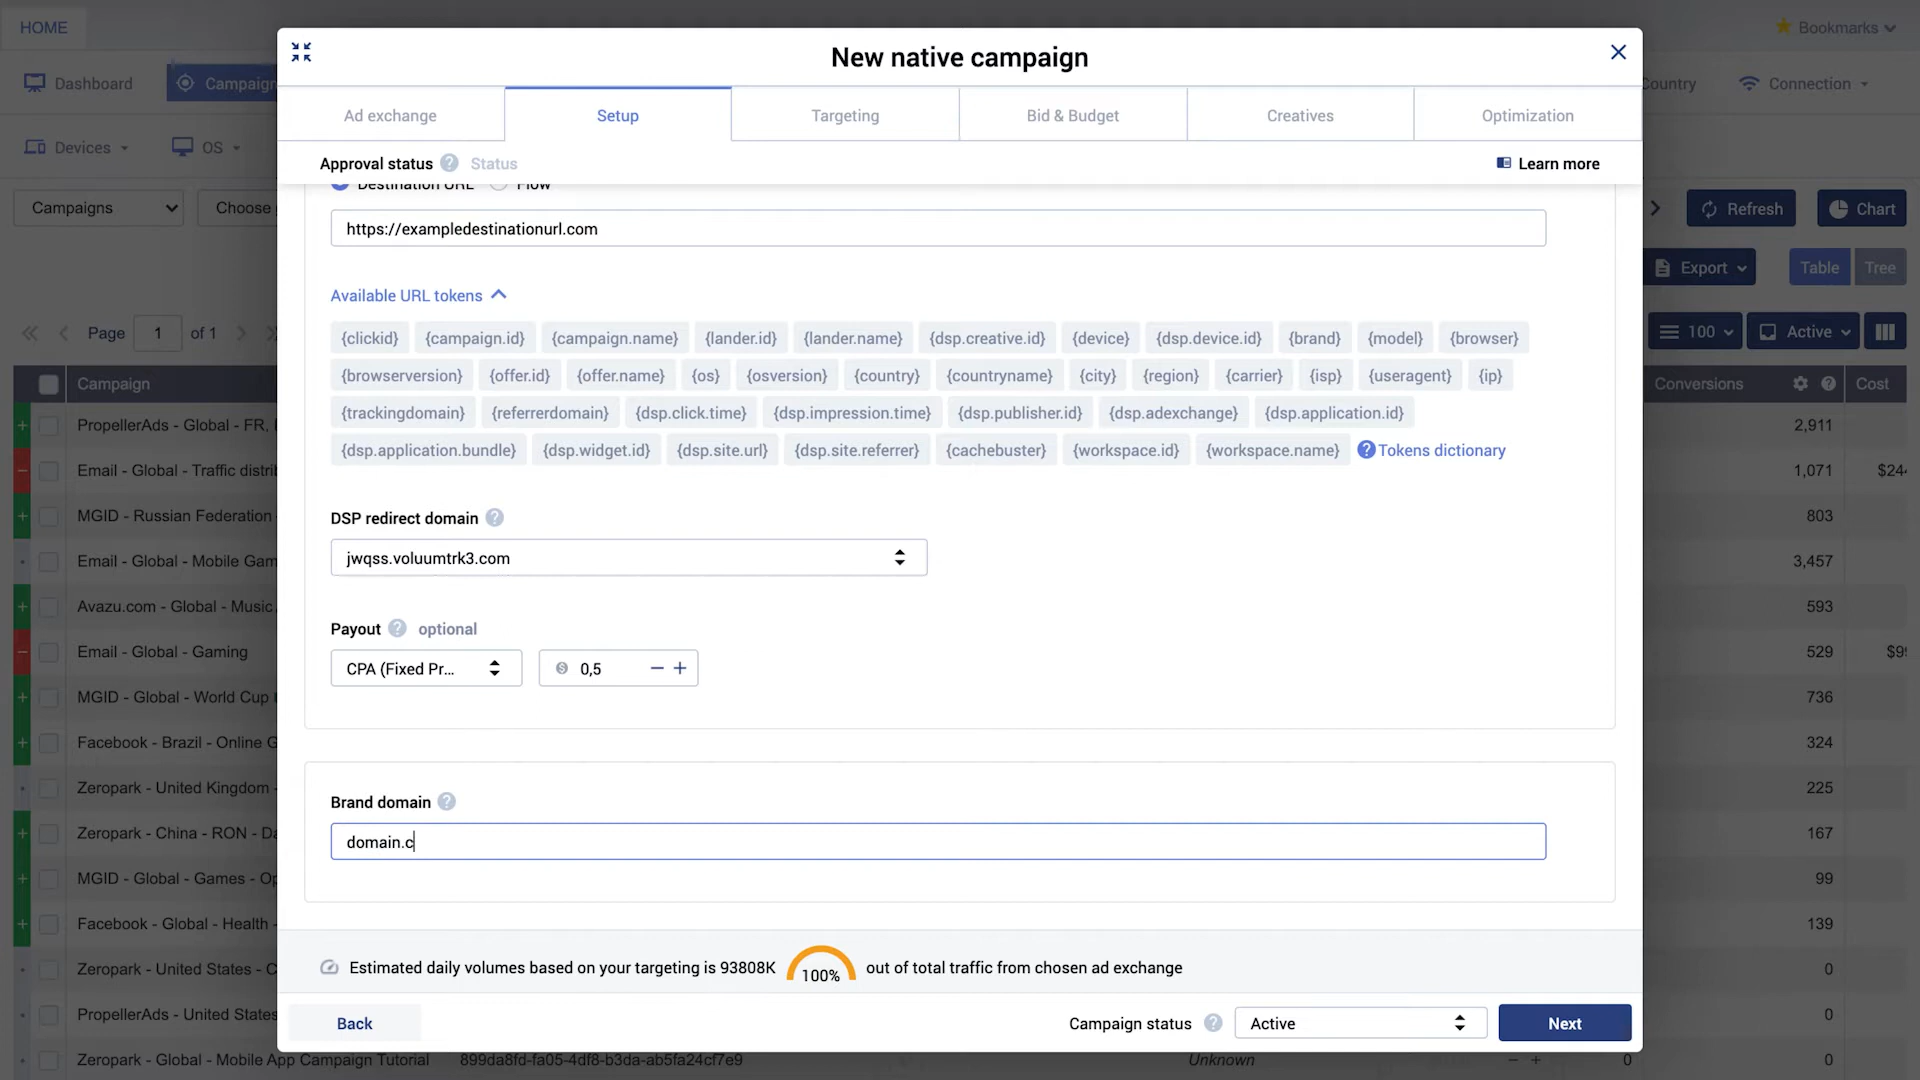 HOME
Bookmarks
New native campaign
Dashboard
Campaign
Country
Connection
Ad exchange
Setup
Targeting
Bid & Budget
Creatives
Optimization
Devices
OS
Approval status ? Status
Learn more
Destination URL Flow
Campaigns
Choose
Refresh
Chart
https://exampledestinationurl.com
Export
Table
Tree
Available URL tokens
Page 1 of 1
100
Active
{clickid} {campaign.id} {campaign.name} {lander.id} {lander.name} {dsp.creative.id} {device} {dsp.device.id} {brand} {model} {browser}
{browserversion} {offer.id} {offer.name} {os} {osversion} {country} {countryname} {city} {region} {carrier} {isp} {useragent} {ip}
{trackingdomain} {referrerdomain} {dsp.click.time} {dsp.impression.time} {dsp.publisher.id} {dsp.adexchange} {dsp.application.id}
{dsp.application.bundle} {dsp.widget.id} {dsp.site.url} {dsp.site.referrer} {cachebuster} {workspace.id} {workspace.name} ? Tokens dictionary
Campaign
Conversions ? Cost
PropellerAds - Global - FR,
2,911
Email - Global - Traffic distri
1,071 $244
MGID - Russian Federation
803
Email - Global - Mobile Gam
3,457
Avazu.com - Global - Music
593
Email - Global - Gaming
529 $99
MGID - Global - World Cup
736
Facebook - Brazil - Online G
324
Zeropark - United Kingdom -
225
Zeropark - China - RON - Da
167
MGID - Global - Games - Op
99
Facebook - Global - Health -
139
Zeropark - United States - C
0
PropellerAds - United States
0
Zeropark - Global - Mobile App Campaign Tutorial 899da8fd-fa05-4df8-b3da-ab5fa24cf7e9 Unknown 0 0
DSP redirect domain ?
jwqss.voluumtrk3.com
Payout ? optional
CPA (Fixed Pr...
$ 0,5 − +
Brand domain ?
domain.c
Estimated daily volumes based on your targeting is 93808K 100% out of total traffic from chosen ad exchange
Back
Campaign status ? Active
Next